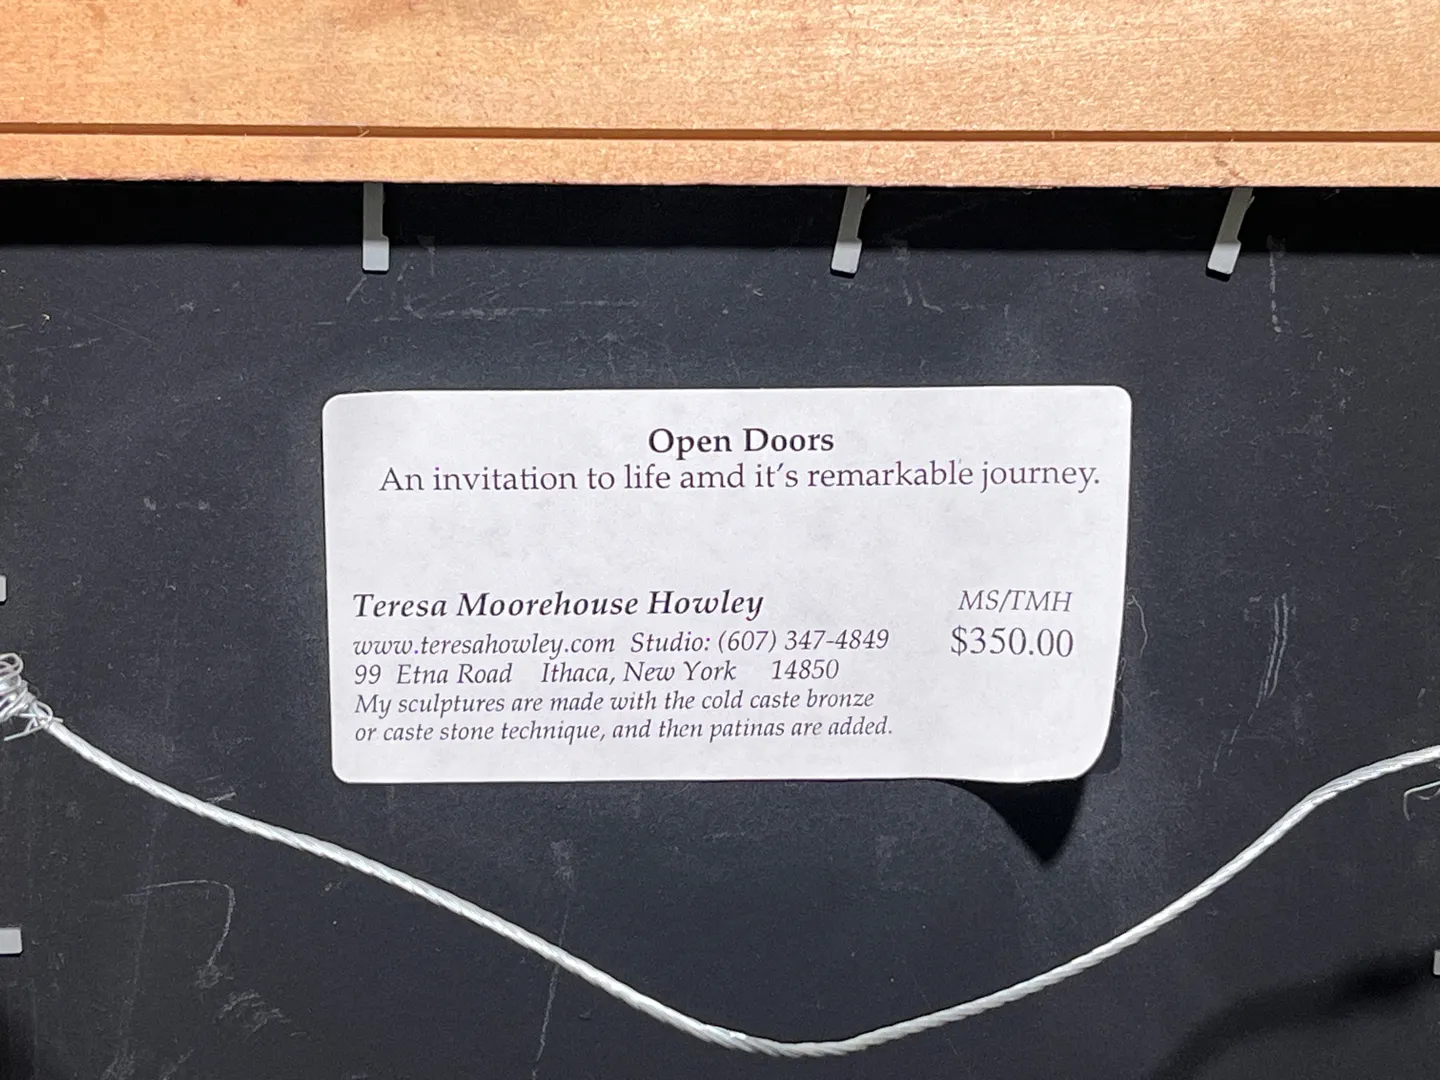 Open Doors
An invitation to life amd it's remarkable journey.
Teresa Moorehouse Howley MS/TMH
www.teresahowley.com Studio: (607) 347-4849 $350.00
99 Etna Road Ithaca, New York 14850
My sculptures are made with the cold caste bronze
or caste stone technique, and then patinas are added.